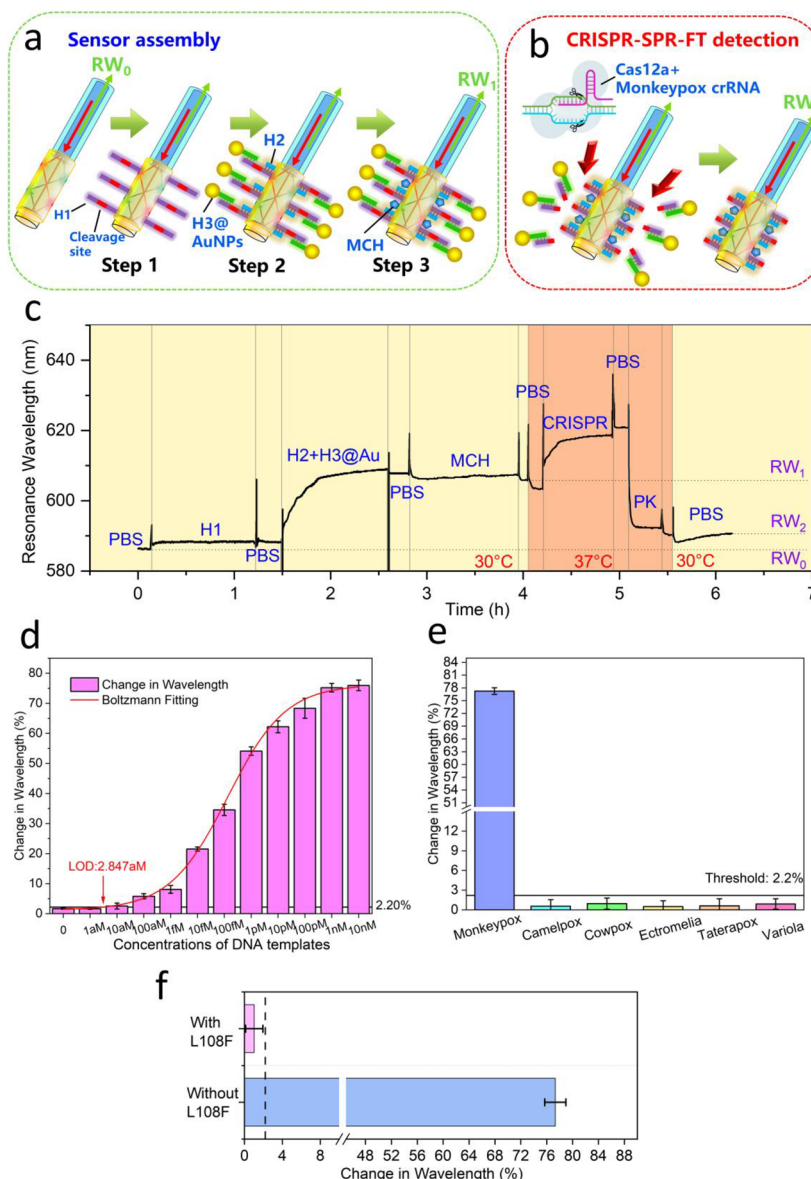 a
Sensor assembly
RW0
H1
Cleavage
site
Step 1
H2
H3@
AuNPs
Step 2
RW1
MCH
Step 3
b
CRISPR-SPR-FT detection
Cas12a+
Monkeypox crRNA
RW
c
Resonance Wavelength (nm)
640
620
600
580
PBS
H1
PBS
H2+H3@Au
PBS
MCH
PBS
CRISPR
PBS
PK
PBS
RW1
RW2
RW0
30°C
37°C
30°C
0
1
2
3
4
5
6
7
Time (h)
d
Change in Wavelength (%)
80
70
60
50
40
30
20
10
0
Change in Wavelength
Boltzmann Fitting
LOD:2.847aM
2.20%
0
1aM
10aM
100aM
1fM
10fM
100fM
1pM
10pM
100pM
1nM
10nM
Concentrations of DNA templates
e
Change in Wavelength (%)
84
81
78
75
72
69
66
63
60
57
54
51
12
9
6
3
0
Threshold: 2.2%
Monkeypox
Camelpox
Cowpox
Ectromelia
Taterapox
Variola
f
With
L108F
Without
L108F
0
4
8
48
52
56
60
64
68
72
76
80
84
88
Change in Wavelength (%)